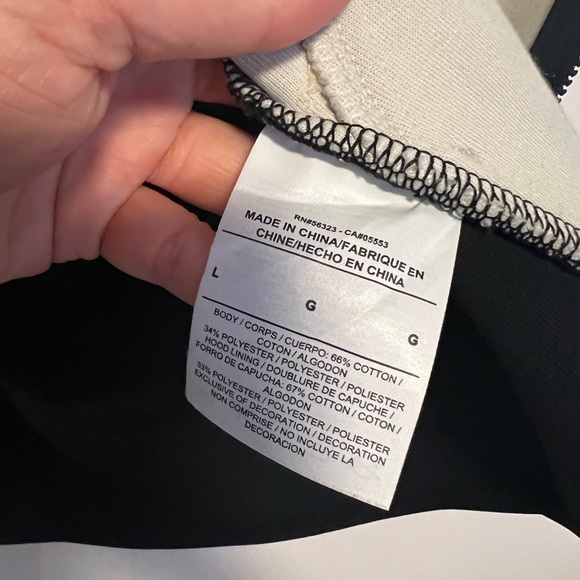 RN#56323 - CA#05553
MADE IN CHINA/FABRIQUE EN
CHINE/HECHO EN CHINA
L G G
BODY / CORPS / CUERPO: 66% COTTON /
COTON / ALGODON
34% POLYESTER / POLYESTER / POLIESTER
HOOD LINING / DOUBLURE DE CAPUCHE /
FORRO DE CAPUCHA: 67% COTTON / COTON /
ALGODON
33% POLYESTER / POLYESTER / POLIESTER
EXCLUSIVE OF DECORATION / DECORATION
NON COMPRISE / NO INCLUYE LA
DECORACION